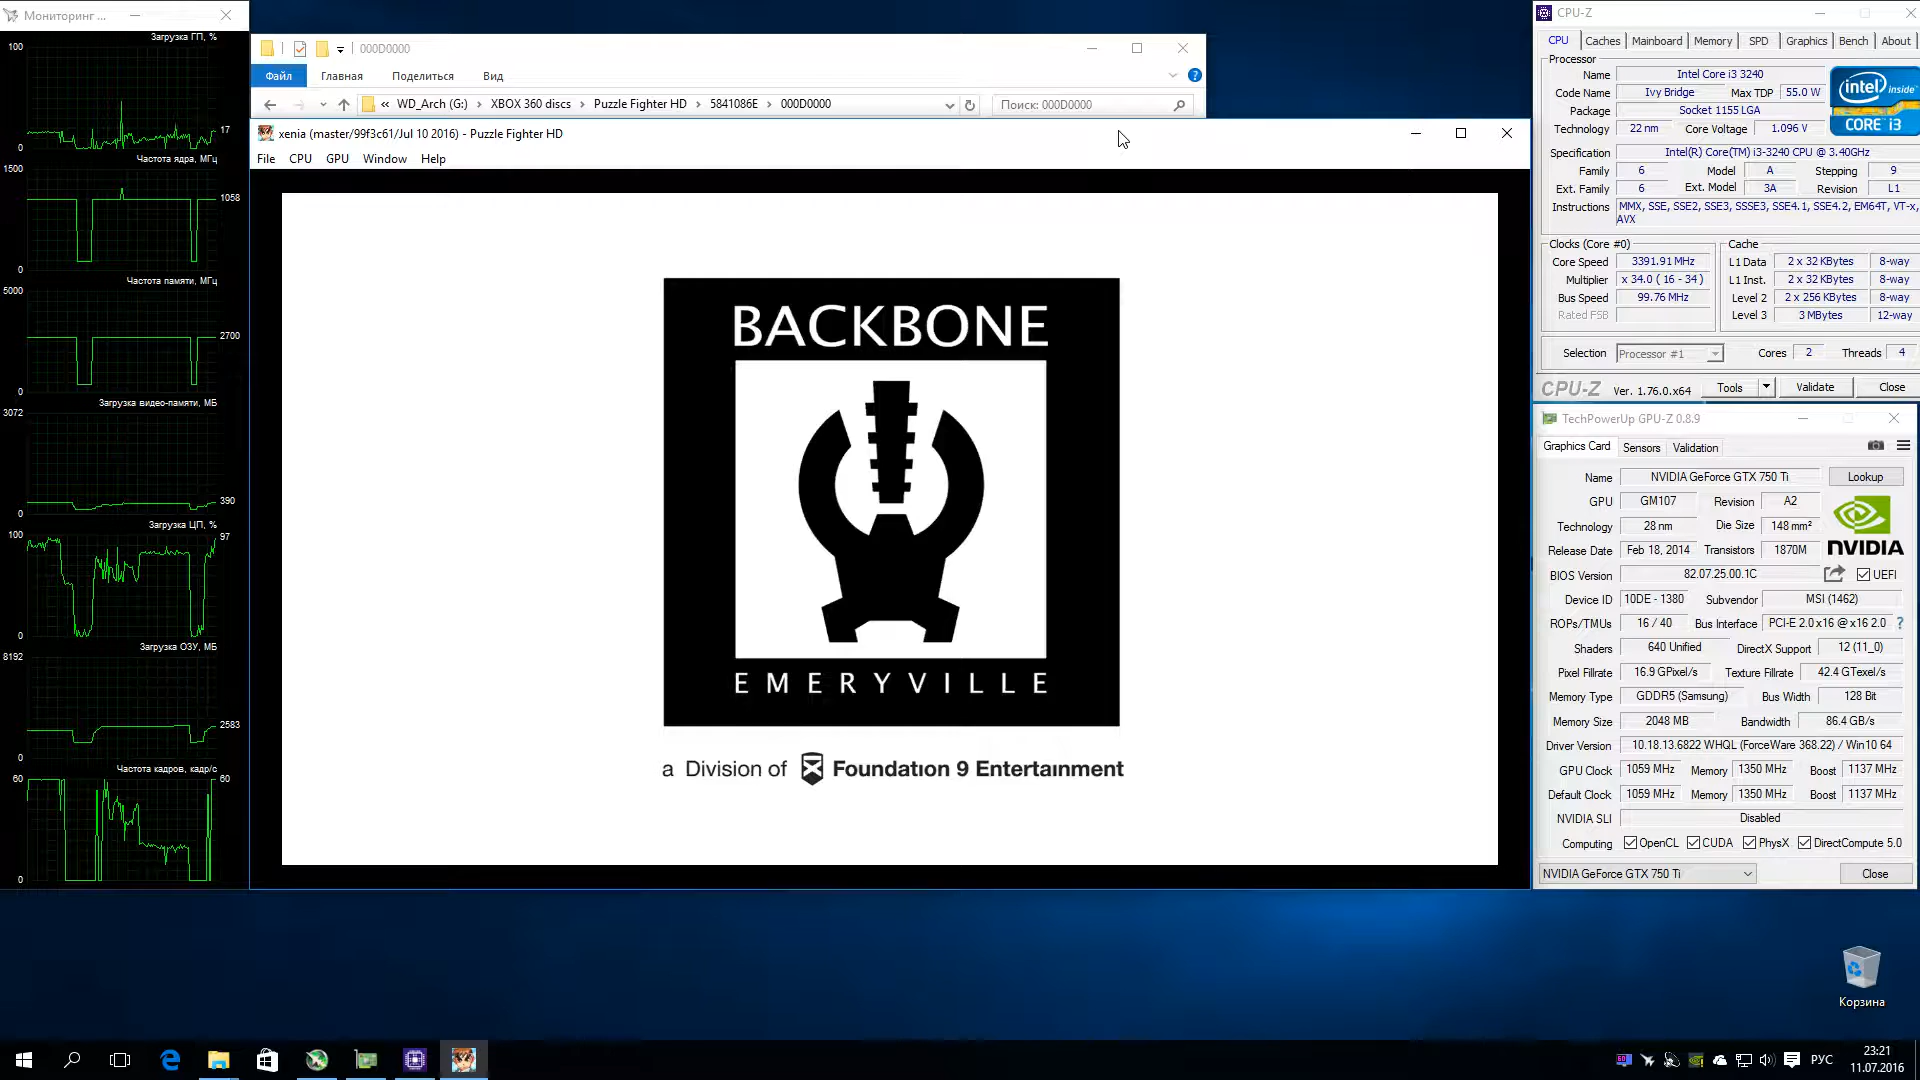 Мониторинг ...
Загрузка ГП, %
100
17
0
Частота ядра, МГц
1500
1058
0
Частота памяти, МГц
5000
2700
0
Загрузка видео-памяти, МБ
3072
390
0
Загрузка ЦП, %
100
97
0
Загрузка ОЗУ, МБ
8192
2583
0
Частота кадров, кадр/с
60
60
0
000D0000
Файл Главная Поделиться Вид
« WD_Arch (G:) XBOX 360 discs Puzzle Fighter HD 5841086E 000D0000
Поиск: 000D0000
xenia (master/99f3c61/Jul 10 2016) - Puzzle Fighter HD
File CPU GPU Window Help
BACKBONE
EMERYVILLE
a Division of Foundation 9 Entertainment
CPU-Z
CPU Caches Mainboard Memory SPD Graphics Bench About
Processor
Name Intel Core i3 3240
Code Name Ivy Bridge Max TDP 55.0 W
Package Socket 1155 LGA
Technology 22 nm Core Voltage 1.096 V
intel inside™
CORE i3
Specification Intel(R) Core(TM) i3-3240 CPU @ 3.40GHz
Family 6 Model A Stepping 9
Ext. Family 6 Ext. Model 3A Revision L1
Instructions MMX, SSE, SSE2, SSE3, SSSE3, SSE4.1, SSE4.2, EM64T, VT-x,
AVX
Clocks (Core #0)
Core Speed 3391.91 MHz
Multiplier x 34.0 ( 16 - 34 )
Bus Speed 99.76 MHz
Rated FSB
Cache
L1 Data 2 x 32 KBytes 8-way
L1 Inst. 2 x 32 KBytes 8-way
Level 2 2 x 256 KBytes 8-way
Level 3 3 MBytes 12-way
Selection Processor #1 Cores 2 Threads 4
CPU-Z Ver. 1.76.0.x64 Tools Validate Close
TechPowerUp GPU-Z 0.8.9
Graphics Card Sensors Validation
Name NVIDIA GeForce GTX 750 Ti Lookup
GPU GM107 Revision A2
Technology 28 nm Die Size 148 mm²
Release Date Feb 18, 2014 Transistors 1870M
NVIDIA
BIOS Version 82.07.25.00.1C UEFI
Device ID 10DE - 1380 Subvendor MSI (1462)
ROPs/TMUs 16 / 40 Bus Interface PCI-E 2.0 x16 @ x16 2.0 ?
Shaders 640 Unified DirectX Support 12 (11_0)
Pixel Fillrate 16.9 GPixel/s Texture Fillrate 42.4 GTexel/s
Memory Type GDDR5 (Samsung) Bus Width 128 Bit
Memory Size 2048 MB Bandwidth 86.4 GB/s
Driver Version 10.18.13.6822 WHQL (ForceWare 368.22) / Win10 64
GPU Clock 1059 MHz Memory 1350 MHz Boost 1137 MHz
Default Clock 1059 MHz Memory 1350 MHz Boost 1137 MHz
NVIDIA SLI Disabled
Computing OpenCL CUDA PhysX DirectCompute 5.0
NVIDIA GeForce GTX 750 Ti Close
Корзина
60
РУС
23:21
11.07.2016